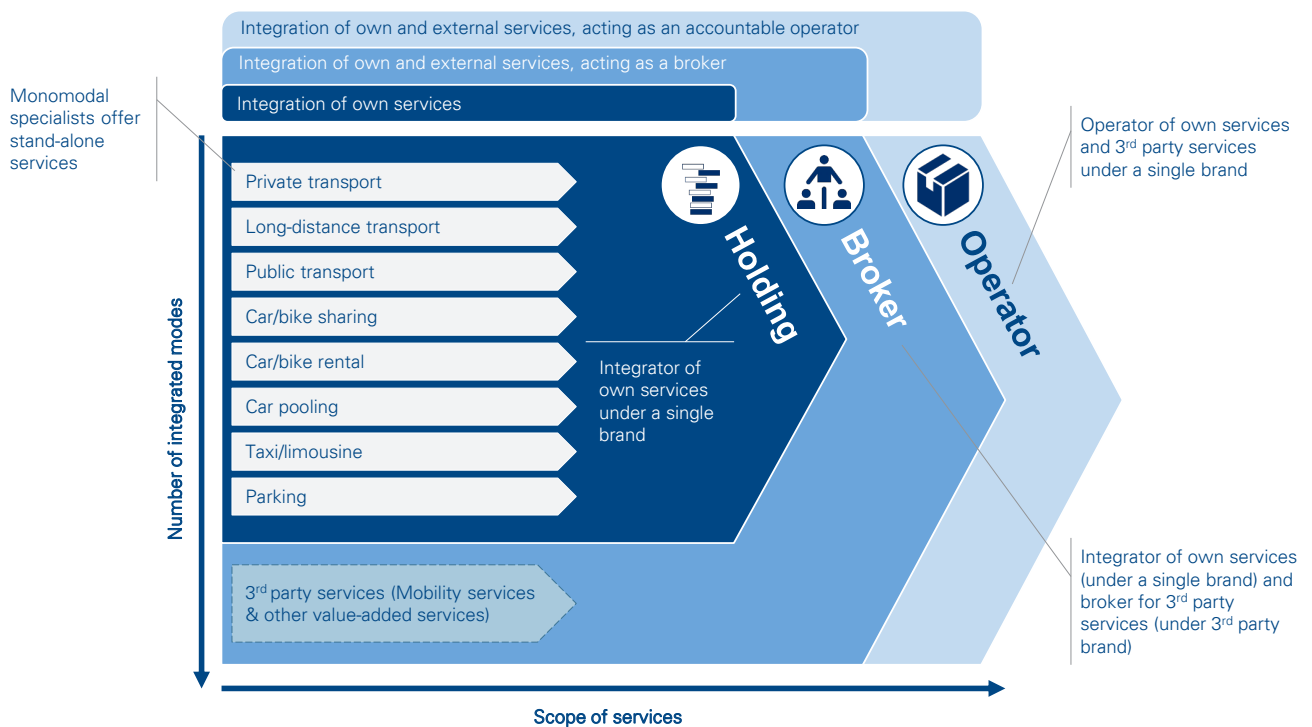 Integration of own and external services, acting as an accountable operator
Integration of own and external services, acting as a broker
Integration of own services
Monomodal
specialists offer
stand-alone
services
Operator of own services
and 3rd party services
under a single brand
Private transport
Long-distance transport
Public transport
Car/bike sharing
Car/bike rental
Car pooling
Taxi/limousine
Parking
Holding
Broker
Operator
Integrator of
own services
under a single
brand
Number of integrated modes
3rd party services (Mobility services
& other value-added services)
Integrator of own services
(under a single brand) and
broker for 3rd party
services (under 3rd party
brand)
Scope of services